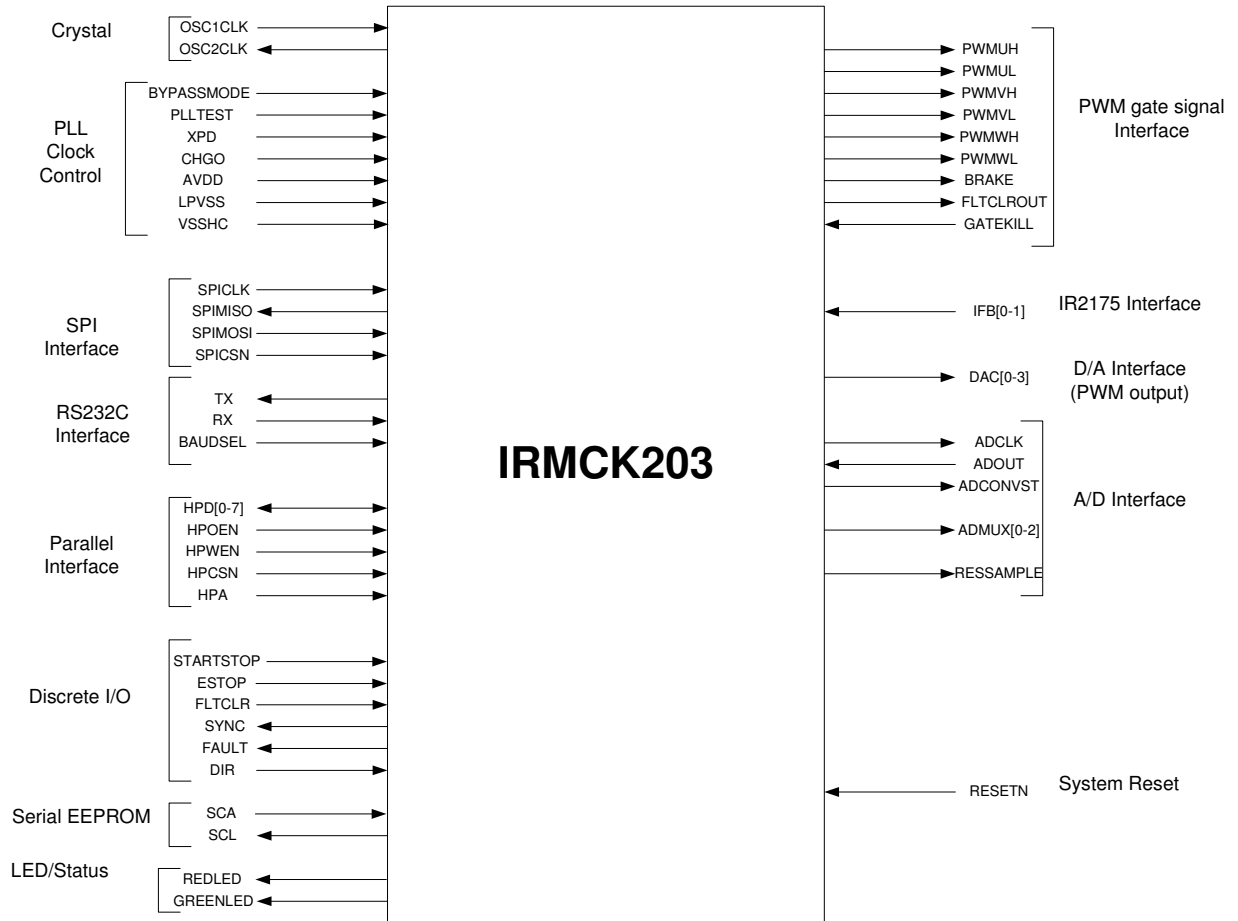 Crystal
OSC1CLK
OSC2CLK
PLL
Clock
Control
BYPASSMODE
PLLTEST
XPD
CHGO
AVDD
LPVSS
VSSHC
SPI
Interface
SPICLK
SPIMISO
SPIMOSI
SPICSN
RS232C
Interface
TX
RX
BAUDSEL
Parallel
Interface
HPD[0-7]
HPOEN
HPWEN
HPCSN
HPA
Discrete I/O
STARTSTOP
ESTOP
FLTCLR
SYNC
FAULT
DIR
Serial EEPROM
SCA
SCL
LED/Status
REDLED
GREENLED
IRMCK203
PWMUH
PWMUL
PWMVH
PWMVL
PWMWH
PWMWL
BRAKE
FLTCLROUT
GATEKILL
PWM gate signal
Interface
IFB[0-1]
IR2175 Interface
DAC[0-3]
D/A Interface
(PWM output)
ADCLK
ADOUT
ADCONVST
ADMUX[0-2]
RESSAMPLE
A/D Interface
RESETN
System Reset